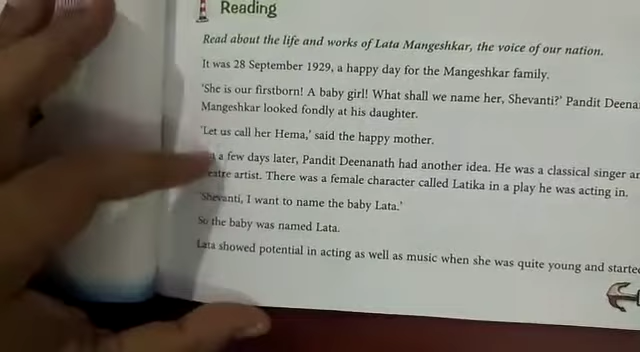 Reading
Read about the life and works of Lata Mangeshkar, the voice of our nation.
It was 28 September 1929, a happy day for the Mangeshkar family.
'She is our firstborn! A baby girl! What shall we name her, Shevanti?' Pandit Deena
Mangeshkar looked fondly at his daughter.
'Let us call her Hema,' said the happy mother.
a few days later, Pandit Deenanath had another idea. He was a classical singer an
eatre artist. There was a female character called Latika in a play he was acting in.
'Shevanti, I want to name the baby Lata.'
So the baby was named Lata.
Lata showed potential in acting as well as music when she was quite young and starte